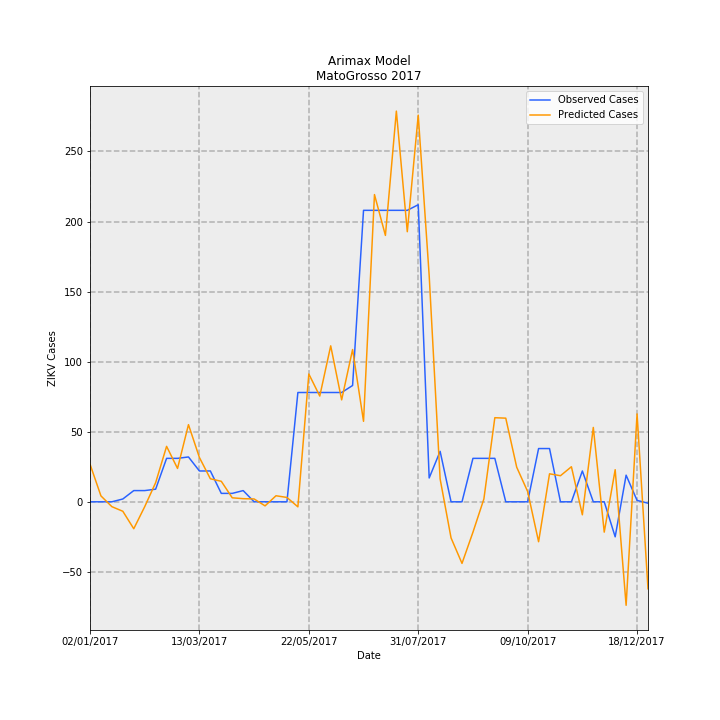 Arimax Model
MatoGrosso 2017
Observed Cases
Predicted Cases
ZIKV Cases
250
200
150
100
50
0
−50
02/01/2017
13/03/2017
22/05/2017
31/07/2017
09/10/2017
18/12/2017
Date